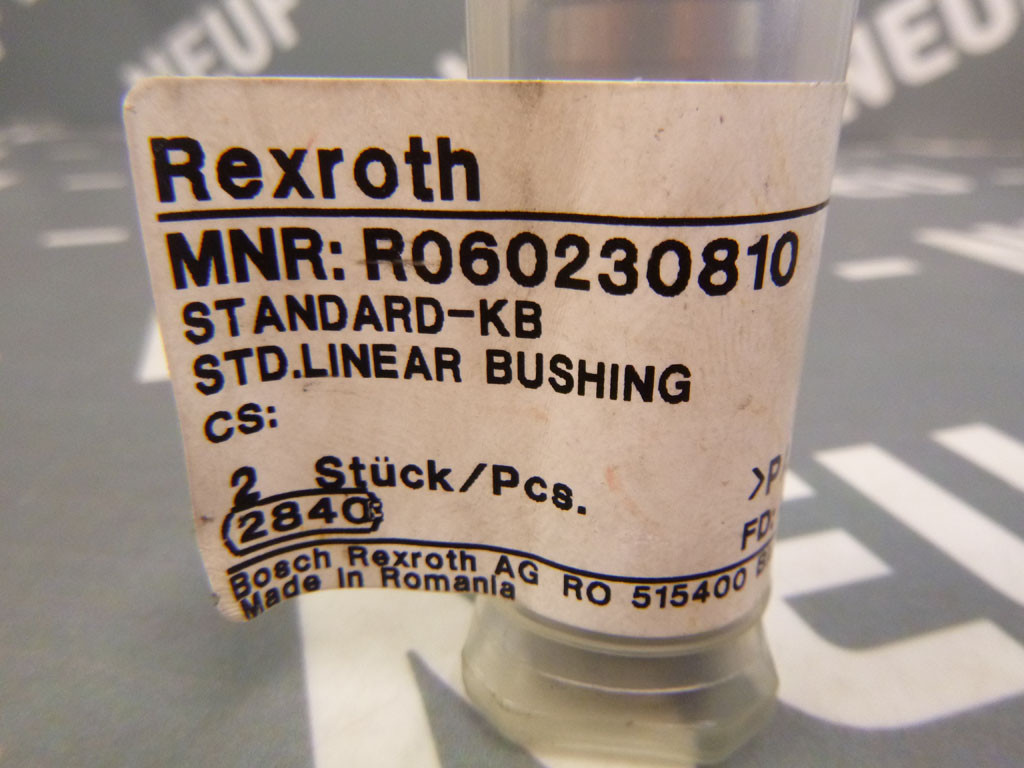 Rexroth
MNR: R060230810
STANDARD-KB
STD.LINEAR BUSHING
CS:
2 Stück/Pcs. >P
2840 FD:
Bosch Rexroth AG RO 515400
Made in Romania